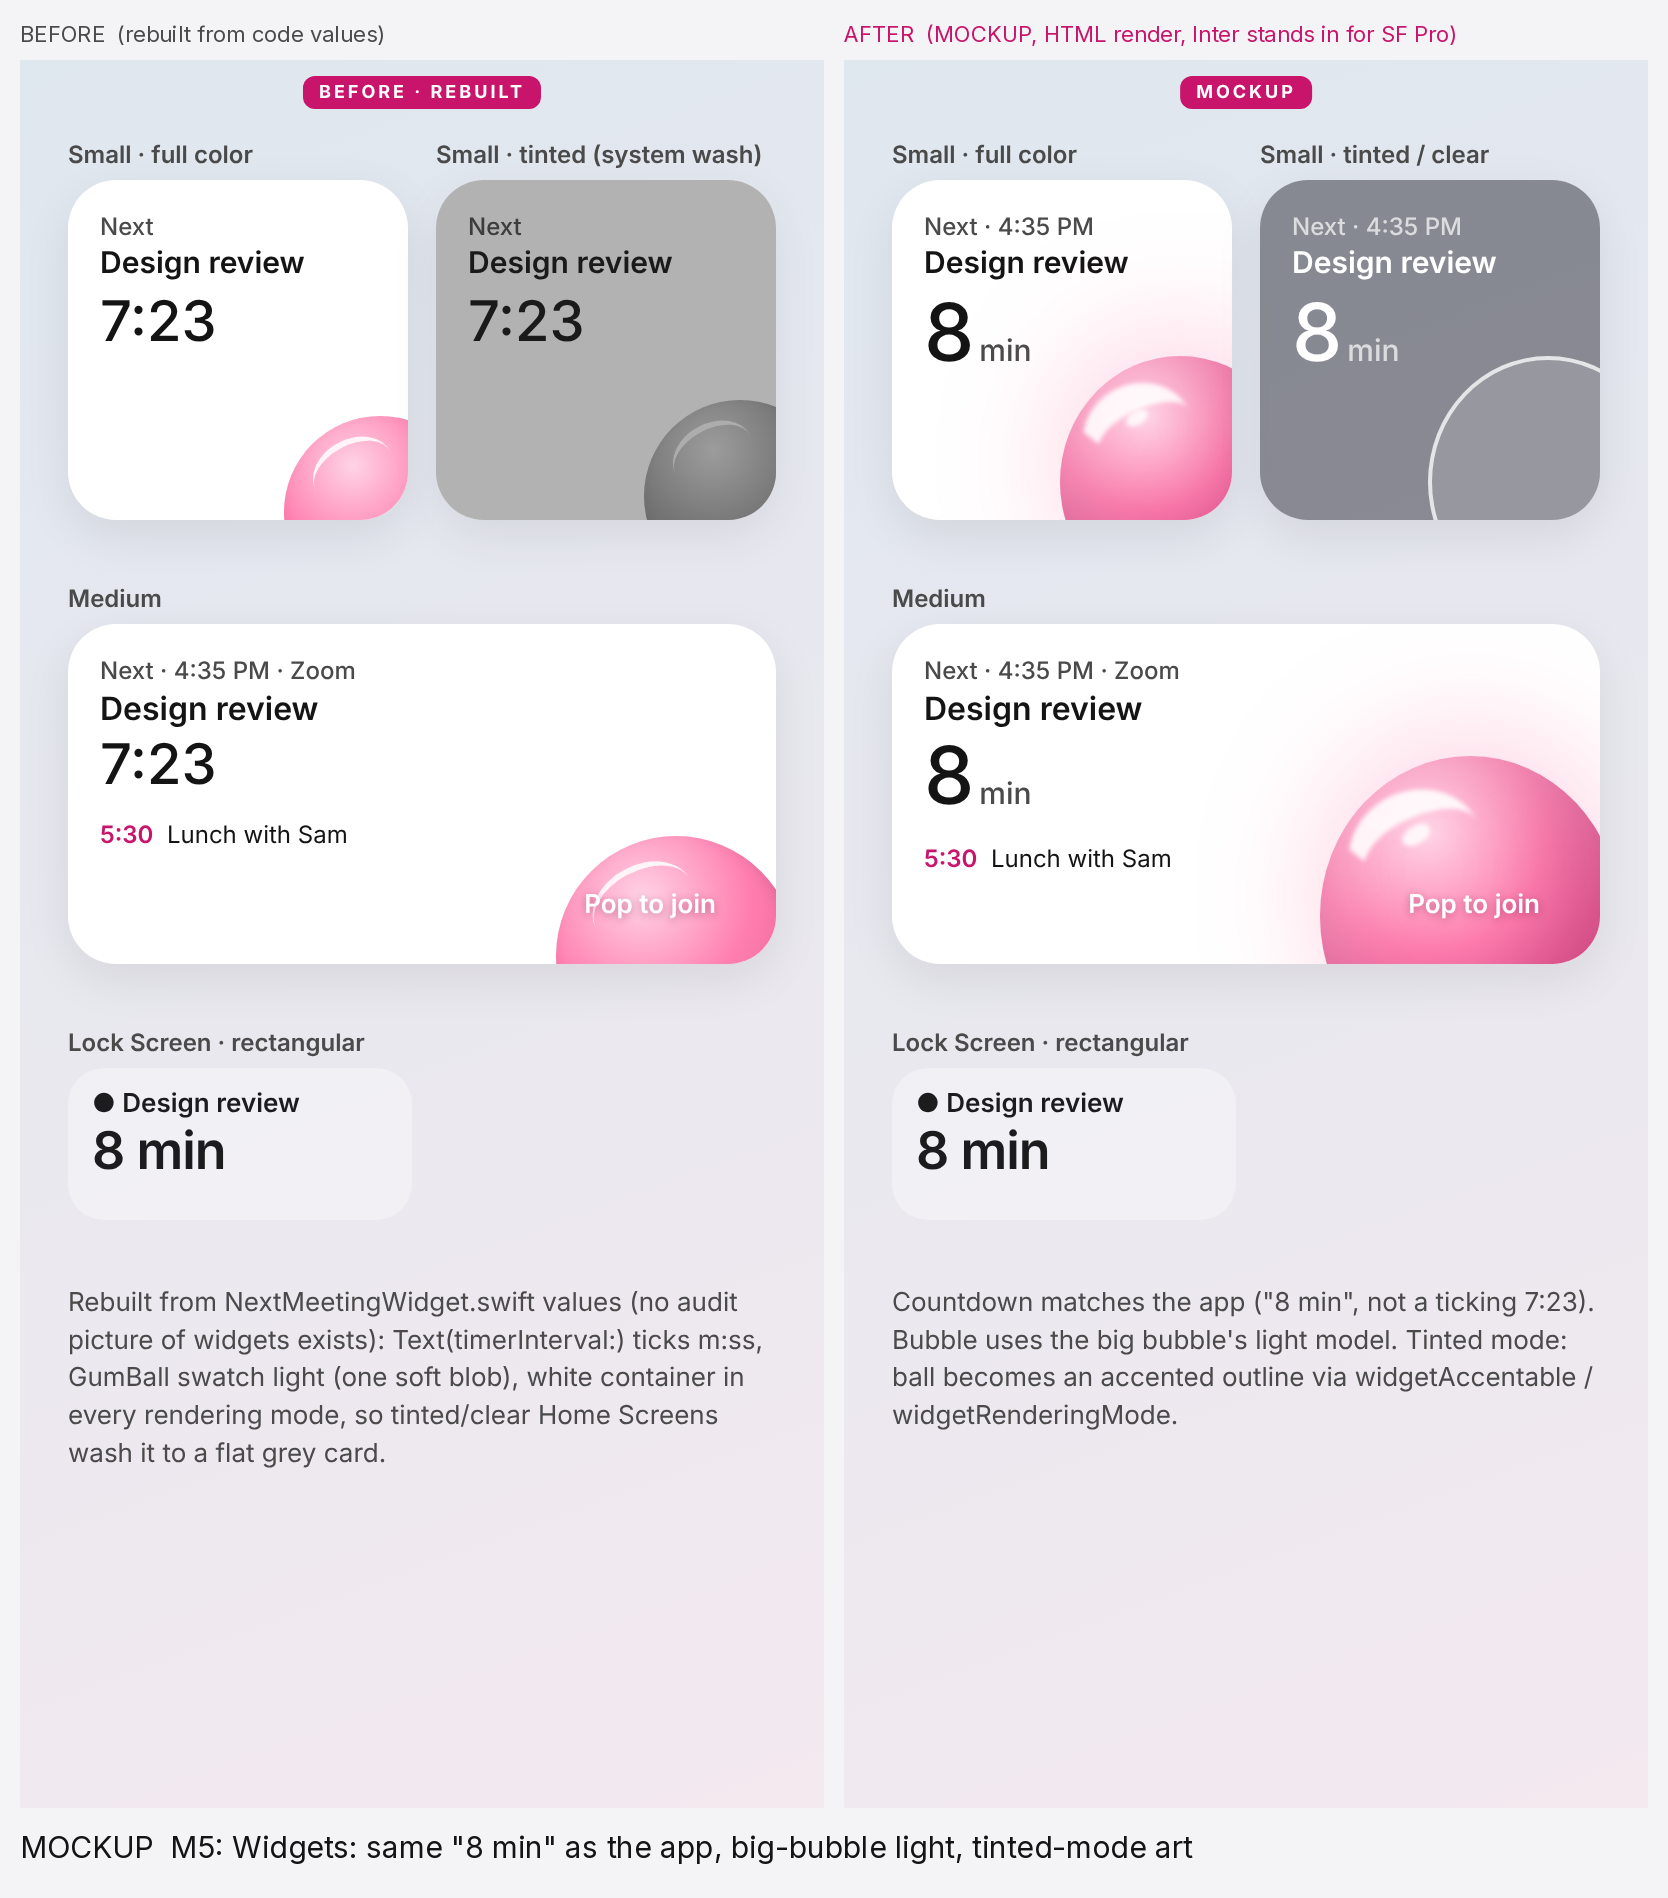 BEFORE (rebuilt from code values)
BEFORE · REBUILT
Small · full color
Small · tinted (system wash)
Next
Design review
7:23
Next
Design review
7:23
Medium
Next · 4:35 PM · Zoom
Design review
7:23
5:30 Lunch with Sam
Pop to join
Lock Screen · rectangular
● Design review
8 min
Rebuilt from NextMeetingWidget.swift values (no audit
picture of widgets exists): Text(timerInterval:) ticks m:ss,
GumBall swatch light (one soft blob), white container in
every rendering mode, so tinted/clear Home Screens
wash it to a flat grey card.
AFTER (MOCKUP, HTML render, Inter stands in for SF Pro)
MOCKUP
Small · full color
Small · tinted / clear
Next · 4:35 PM
Design review
8 min
Next · 4:35 PM
Design review
8 min
Medium
Next · 4:35 PM · Zoom
Design review
8 min
5:30 Lunch with Sam
Pop to join
Lock Screen · rectangular
● Design review
8 min
Countdown matches the app ("8 min", not a ticking 7:23).
Bubble uses the big bubble's light model. Tinted mode:
ball becomes an accented outline via widgetAccentable /
widgetRenderingMode.
MOCKUP M5: Widgets: same "8 min" as the app, big-bubble light, tinted-mode art